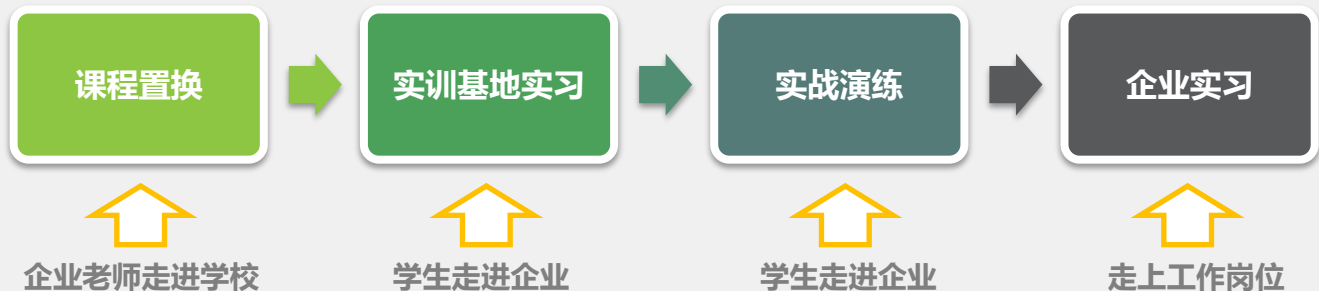 课程置换
实训基地实习
实战演练
企业实习
企业老师走进学校
学生走进企业
学生走进企业
走上工作岗位